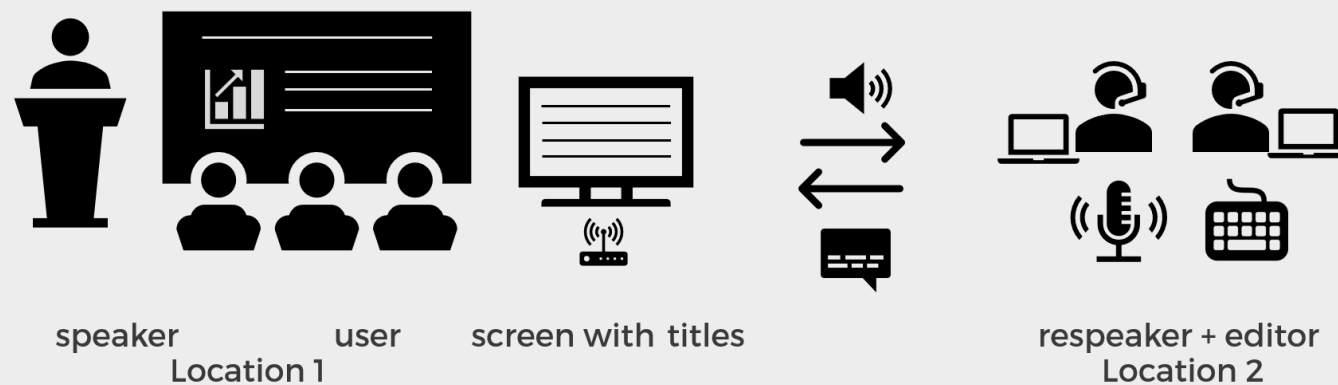 speaker user screen with titles respeaker + editor
Location 1 Location 2